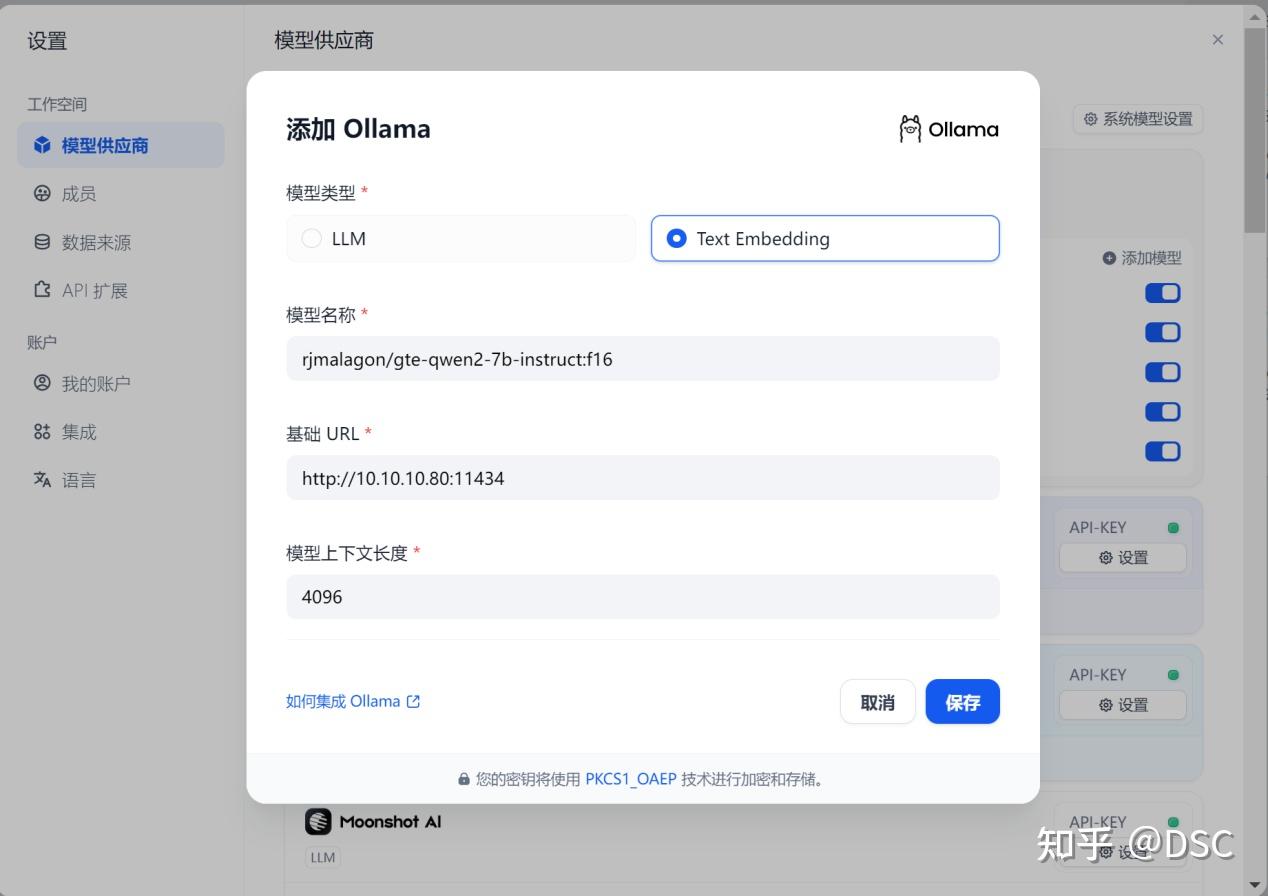 设置
模型供应商
工作空间
模型供应商
成员
数据来源
API 扩展
账户
我的账户
集成
语言
系统模型设置
添加模型
添加 Ollama
Ollama
模型类型 *
LLM
Text Embedding
模型名称 *
rjmalagon/gte-qwen2-7b-instruct:f16
基础 URL *
http://10.10.10.80:11434
模型上下文长度 *
4096
如何集成 Ollama
取消
保存
您的密钥将使用 PKCS1_OAEP 技术进行加密和存储。
API-KEY
设置
API-KEY
设置
Moonshot AI
LLM
API-KEY
设置
知乎 @DSC